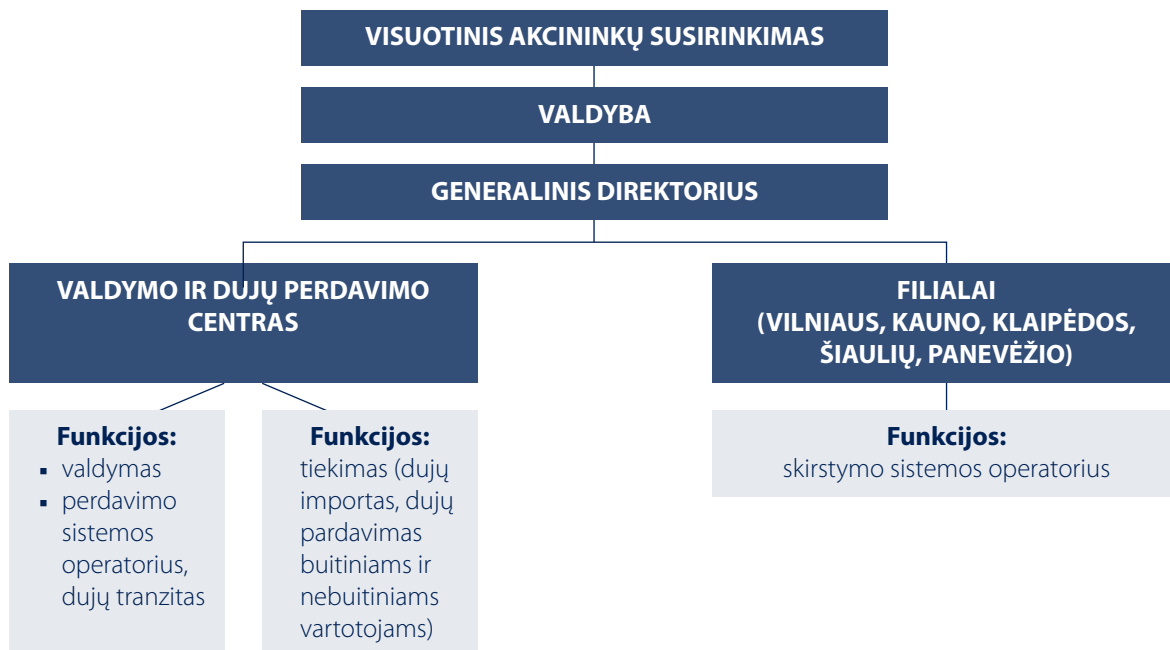 VISUOTINIS AKCININKŲ SUSIRINKIMAS
VALDYBA
GENERALINIS DIREKTORIUS
VALDYMO IR DUJŲ PERDAVIMO
CENTRAS
FILIALAI
(VILNIAUS, KAUNO, KLAIPĖDOS,
ŠIAULIŲ, PANEVĖŽIO)
Funkcijos:
▪ valdymas
▪ perdavimo
sistemos
operatorius,
dujų tranzitas
Funkcijos:
tiekimas (dujų
importas, dujų
pardavimas
buitiniams ir
nebuitiniams
vartotojams)
Funkcijos:
skirstymo sistemos operatorius